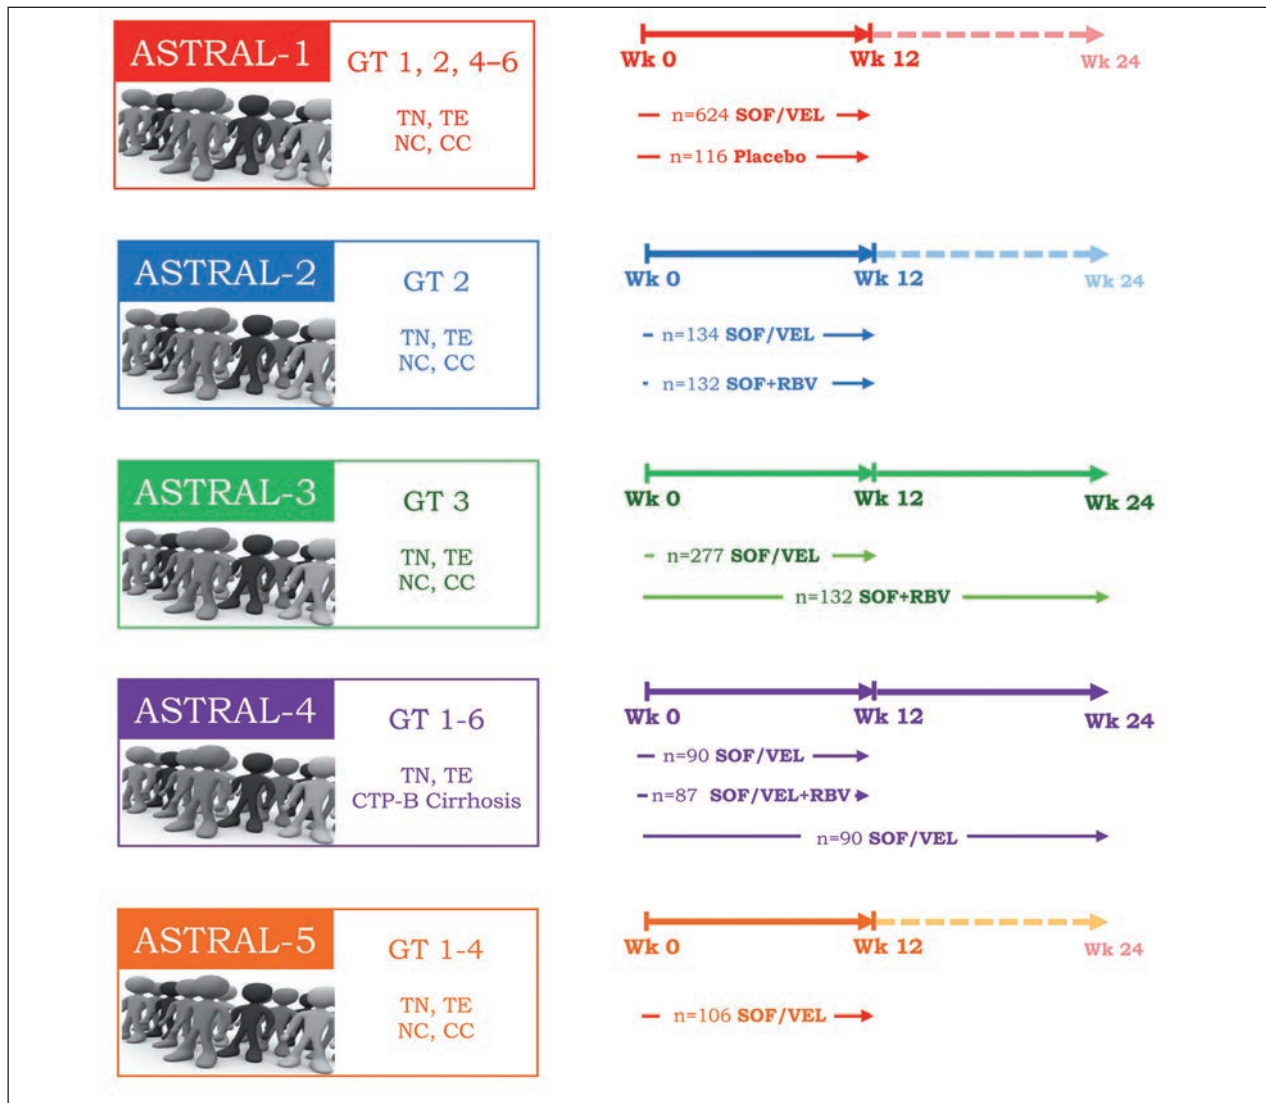 ASTRAL-1
GT 1, 2, 4–6
TN, TE
NC, CC
Wk 0
Wk 12
Wk 24
n=624 SOF/VEL
n=116 Placebo
ASTRAL-2
GT 2
TN, TE
NC, CC
Wk 0
Wk 12
Wk 24
n=134 SOF/VEL
n=132 SOF+RBV
ASTRAL-3
GT 3
TN, TE
NC, CC
Wk 0
Wk 12
Wk 24
n=277 SOF/VEL
n=132 SOF+RBV
ASTRAL-4
GT 1-6
TN, TE
CTP-B Cirrhosis
Wk 0
Wk 12
Wk 24
n=90 SOF/VEL
n=87 SOF/VEL+RBV
n=90 SOF/VEL
ASTRAL-5
GT 1-4
TN, TE
NC, CC
Wk 0
Wk 12
Wk 24
n=106 SOF/VEL